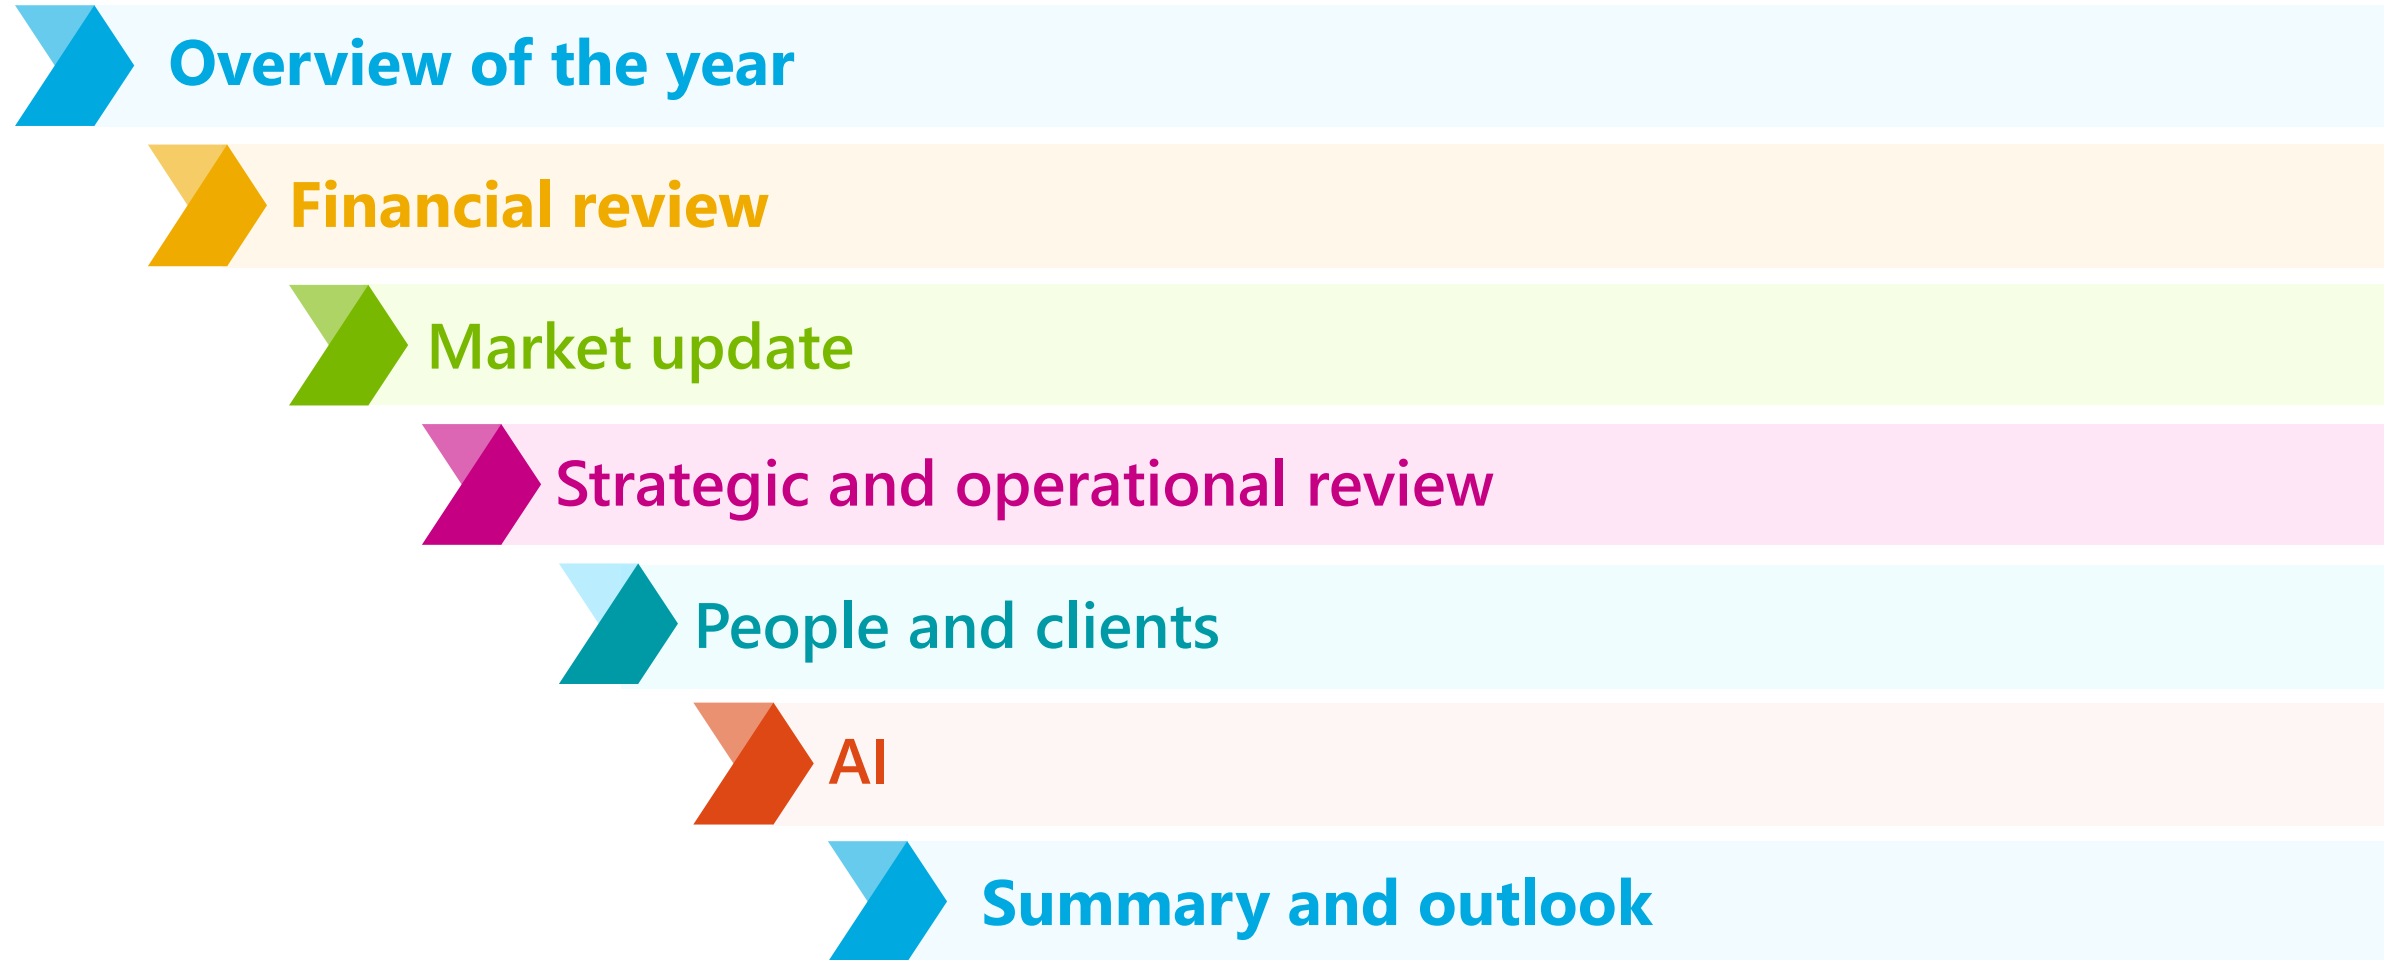 Overview of the year
Financial review
Market update
Strategic and operational review
People and clients
AI
Summary and outlook